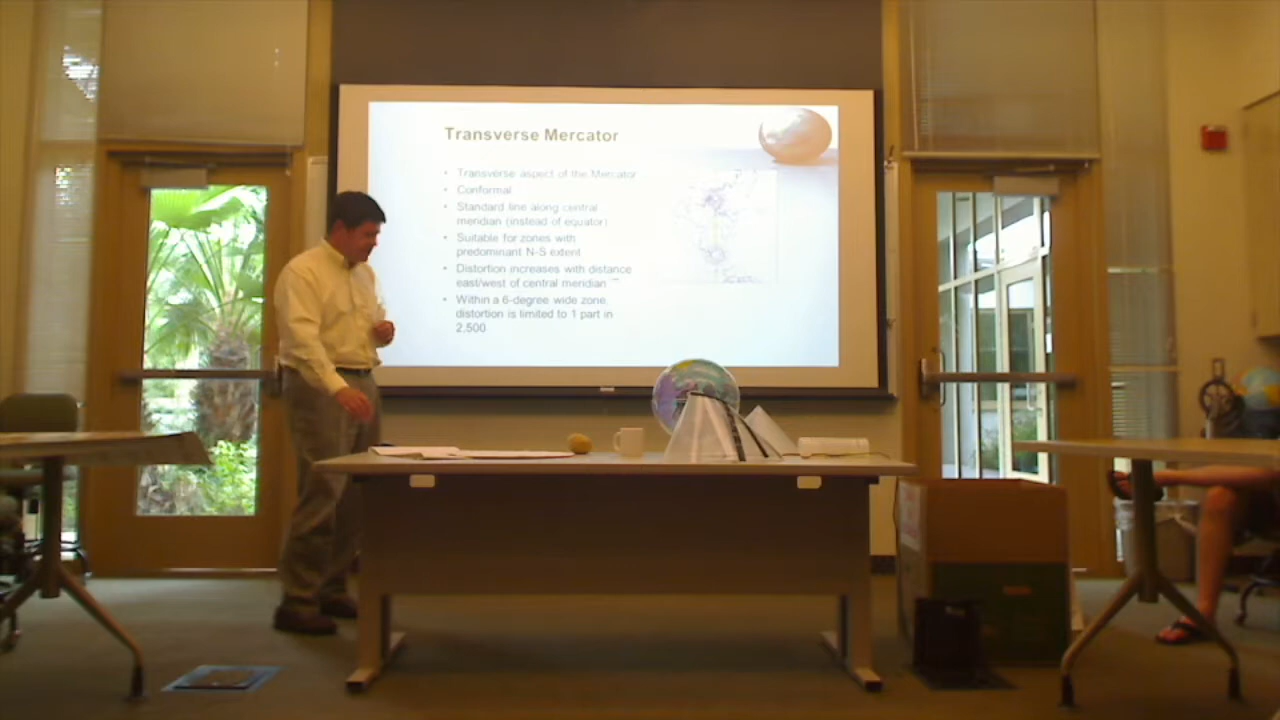 Transverse Mercator
• Transverse aspect of the Mercator
• Conformal
• Standard line along central
meridian (instead of equator)
• Suitable for zones with
predominant N-S extent
• Distortion increases with distance
east/west of central meridian
• Within a 6-degree wide zone,
distortion is limited to 1 part in
2,500